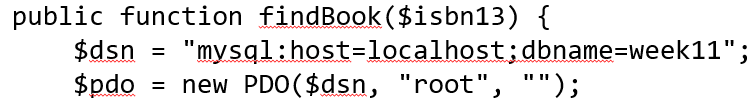 public function findBook($isbn13) {
$dsn = "mysql:host=localhost;dbname=week11";
$pdo = new PDO($dsn, "root", "");